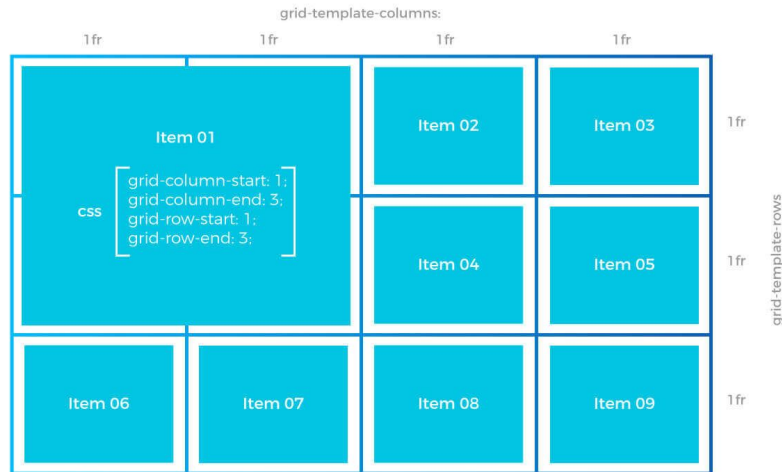 grid-template-columns:
1fr 1fr 1fr 1fr
Item 01
css
grid-column-start: 1;
grid-column-end: 3;
grid-row-start: 1;
grid-row-end: 3;
Item 02
Item 03
1fr
Item 04
Item 05
1fr
grid-template-rows
Item 06
Item 07
Item 08
Item 09
1fr